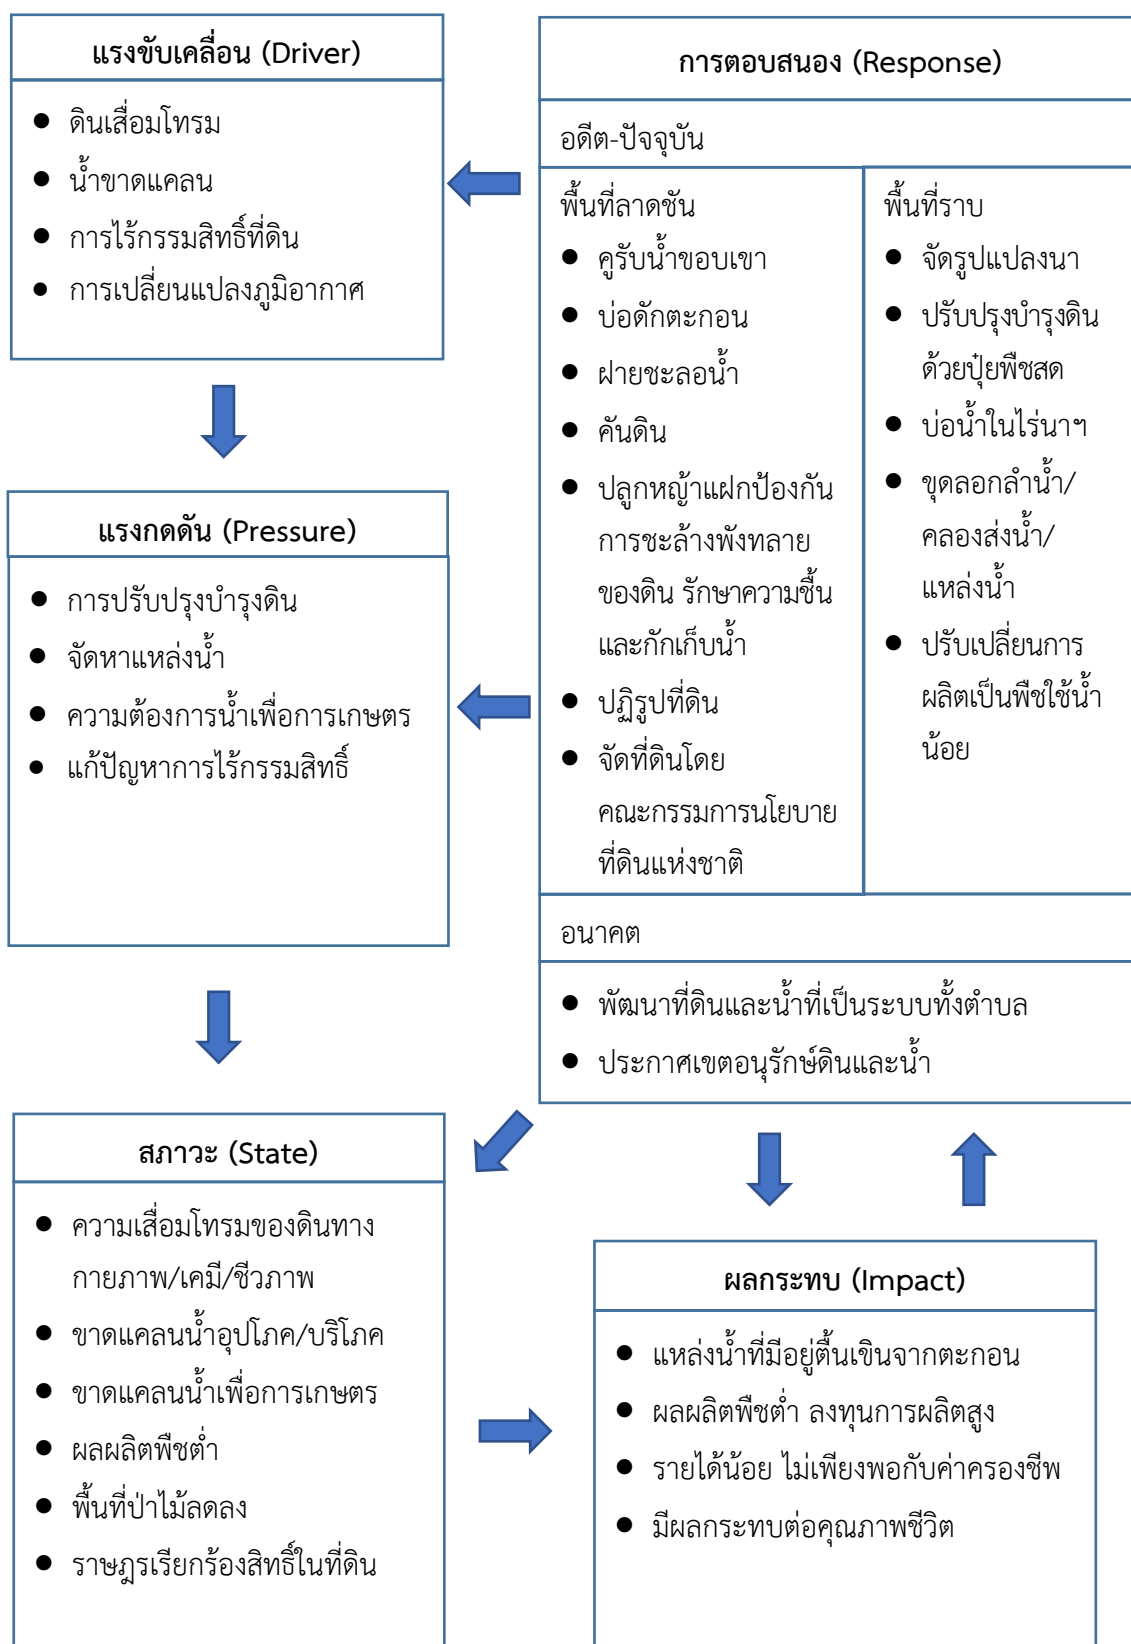 แรงขับเคลื่อน (Driver)
● ดินเสื่อมโทรม
● น้ำขาดแคลน
● การไร้กรรมสิทธิ์ที่ดิน
● การเปลี่ยนแปลงภูมิอากาศ
แรงกดดัน (Pressure)
● การปรับปรุงบำรุงดิน
● จัดหาแหล่งน้ำ
● ความต้องการน้ำเพื่อการเกษตร
● แก้ปัญหาการไร้กรรมสิทธิ์
สภาวะ (State)
● ความเสื่อมโทรมของดินทาง
กายภาพ/เคมี/ชีวภาพ
● ขาดแคลนน้ำอุปโภค/บริโภค
● ขาดแคลนน้ำเพื่อการเกษตร
● ผลผลิตพืชต่ำ
● พื้นที่ป่าไม้ลดลง
● ราษฎรเรียกร้องสิทธิ์ในที่ดิน
การตอบสนอง (Response)
อดีต-ปัจจุบัน
พื้นที่ลาดชัน
● คูรับน้ำขอบเขา
● บ่อดักตะกอน
● ฝายชะลอน้ำ
● คันดิน
● ปลูกหญ้าแฝกป้องกัน
การชะล้างพังทลาย
ของดิน รักษาความชื้น
และกักเก็บน้ำ
● ปฏิรูปที่ดิน
● จัดที่ดินโดย
คณะกรรมการนโยบาย
ที่ดินแห่งชาติ
พื้นที่ราบ
● จัดรูปแปลงนา
● ปรับปรุงบำรุงดิน
ด้วยปุ๋ยพืชสด
● บ่อน้ำในไร่นาฯ
● ขุดลอกลำน้ำ/
คลองส่งน้ำ/
แหล่งน้ำ
● ปรับเปลี่ยนการ
ผลิตเป็นพืชใช้น้ำ
น้อย
อนาคต
● พัฒนาที่ดินและน้ำที่เป็นระบบทั้งตำบล
● ประกาศเขตอนุรักษ์ดินและน้ำ
ผลกระทบ (Impact)
● แหล่งน้ำที่มีอยู่ตื้นเขินจากตะกอน
● ผลผลิตพืชต่ำ ลงทุนการผลิตสูง
● รายได้น้อย ไม่เพียงพอกับค่าครองชีพ
● มีผลกระทบต่อคุณภาพชีวิต